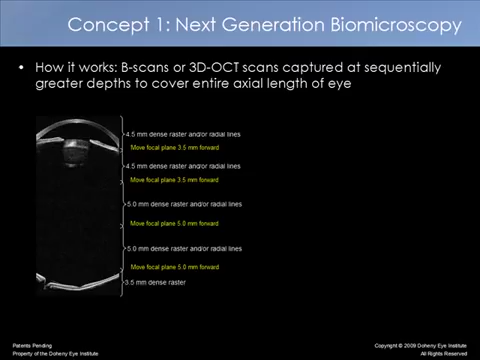 Concept 1: Next Generation Biomicroscopy
• How it works: B-scans or 3D-OCT scans captured at sequentially
greater depths to cover entire axial length of eye
4.5 mm dense raster and/or radial lines
Move focal plane 3.5 mm forward
4.5 mm dense raster and/or radial lines
Move focal plane 3.5 mm forward
5.0 mm dense raster and/or radial lines
Move focal plane 5.0 mm forward
5.0 mm dense raster and/or radial lines
Move focal plane 5.0 mm forward
3.5 mm dense raster
Patents Pending
Property of the Doheny Eye Institute
Copyright © 2009 Doheny Eye Institute
All Rights Reserved